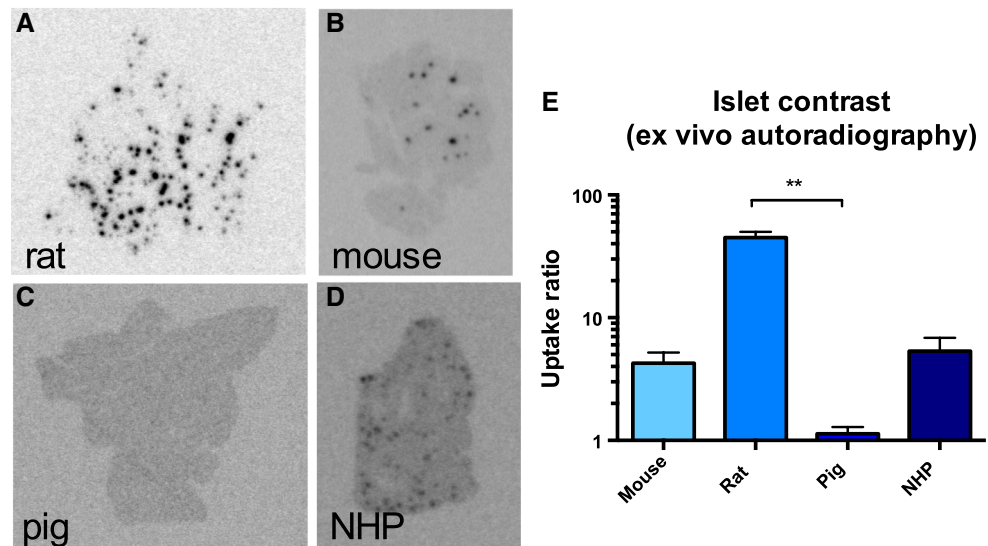 A
rat
B
mouse
C
pig
D
NHP
E
Islet contrast
(ex vivo autoradiography)
**
Uptake ratio
100
10
1
Mouse
Rat
Pig
NHP